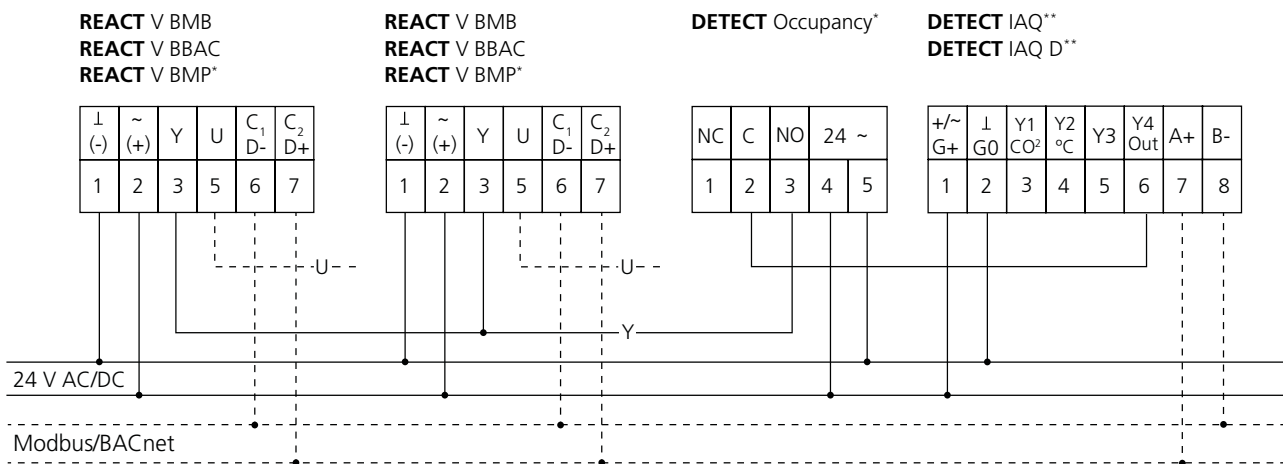 REACT V BMB
REACT V BBAC
REACT V BMP*
REACT V BMB
REACT V BBAC
REACT V BMP*
DETECT Occupancy*
DETECT IAQ**
DETECT IAQ D**
⊥ (-) ~ (+) Y U C₁ D- C₂ D+
1 2 3 5 6 7
⊥ (-) ~ (+) Y U C₁ D- C₂ D+
1 2 3 5 6 7
NC C NO 24 ~
1 2 3 4 5
+/~ G+ ⊥ G0 Y1 CO² Y2 ºC Y3 Y4 Out A+ B-
1 2 3 4 5 6 7 8
U
U
Y
24 V AC/DC
Modbus/BACnet